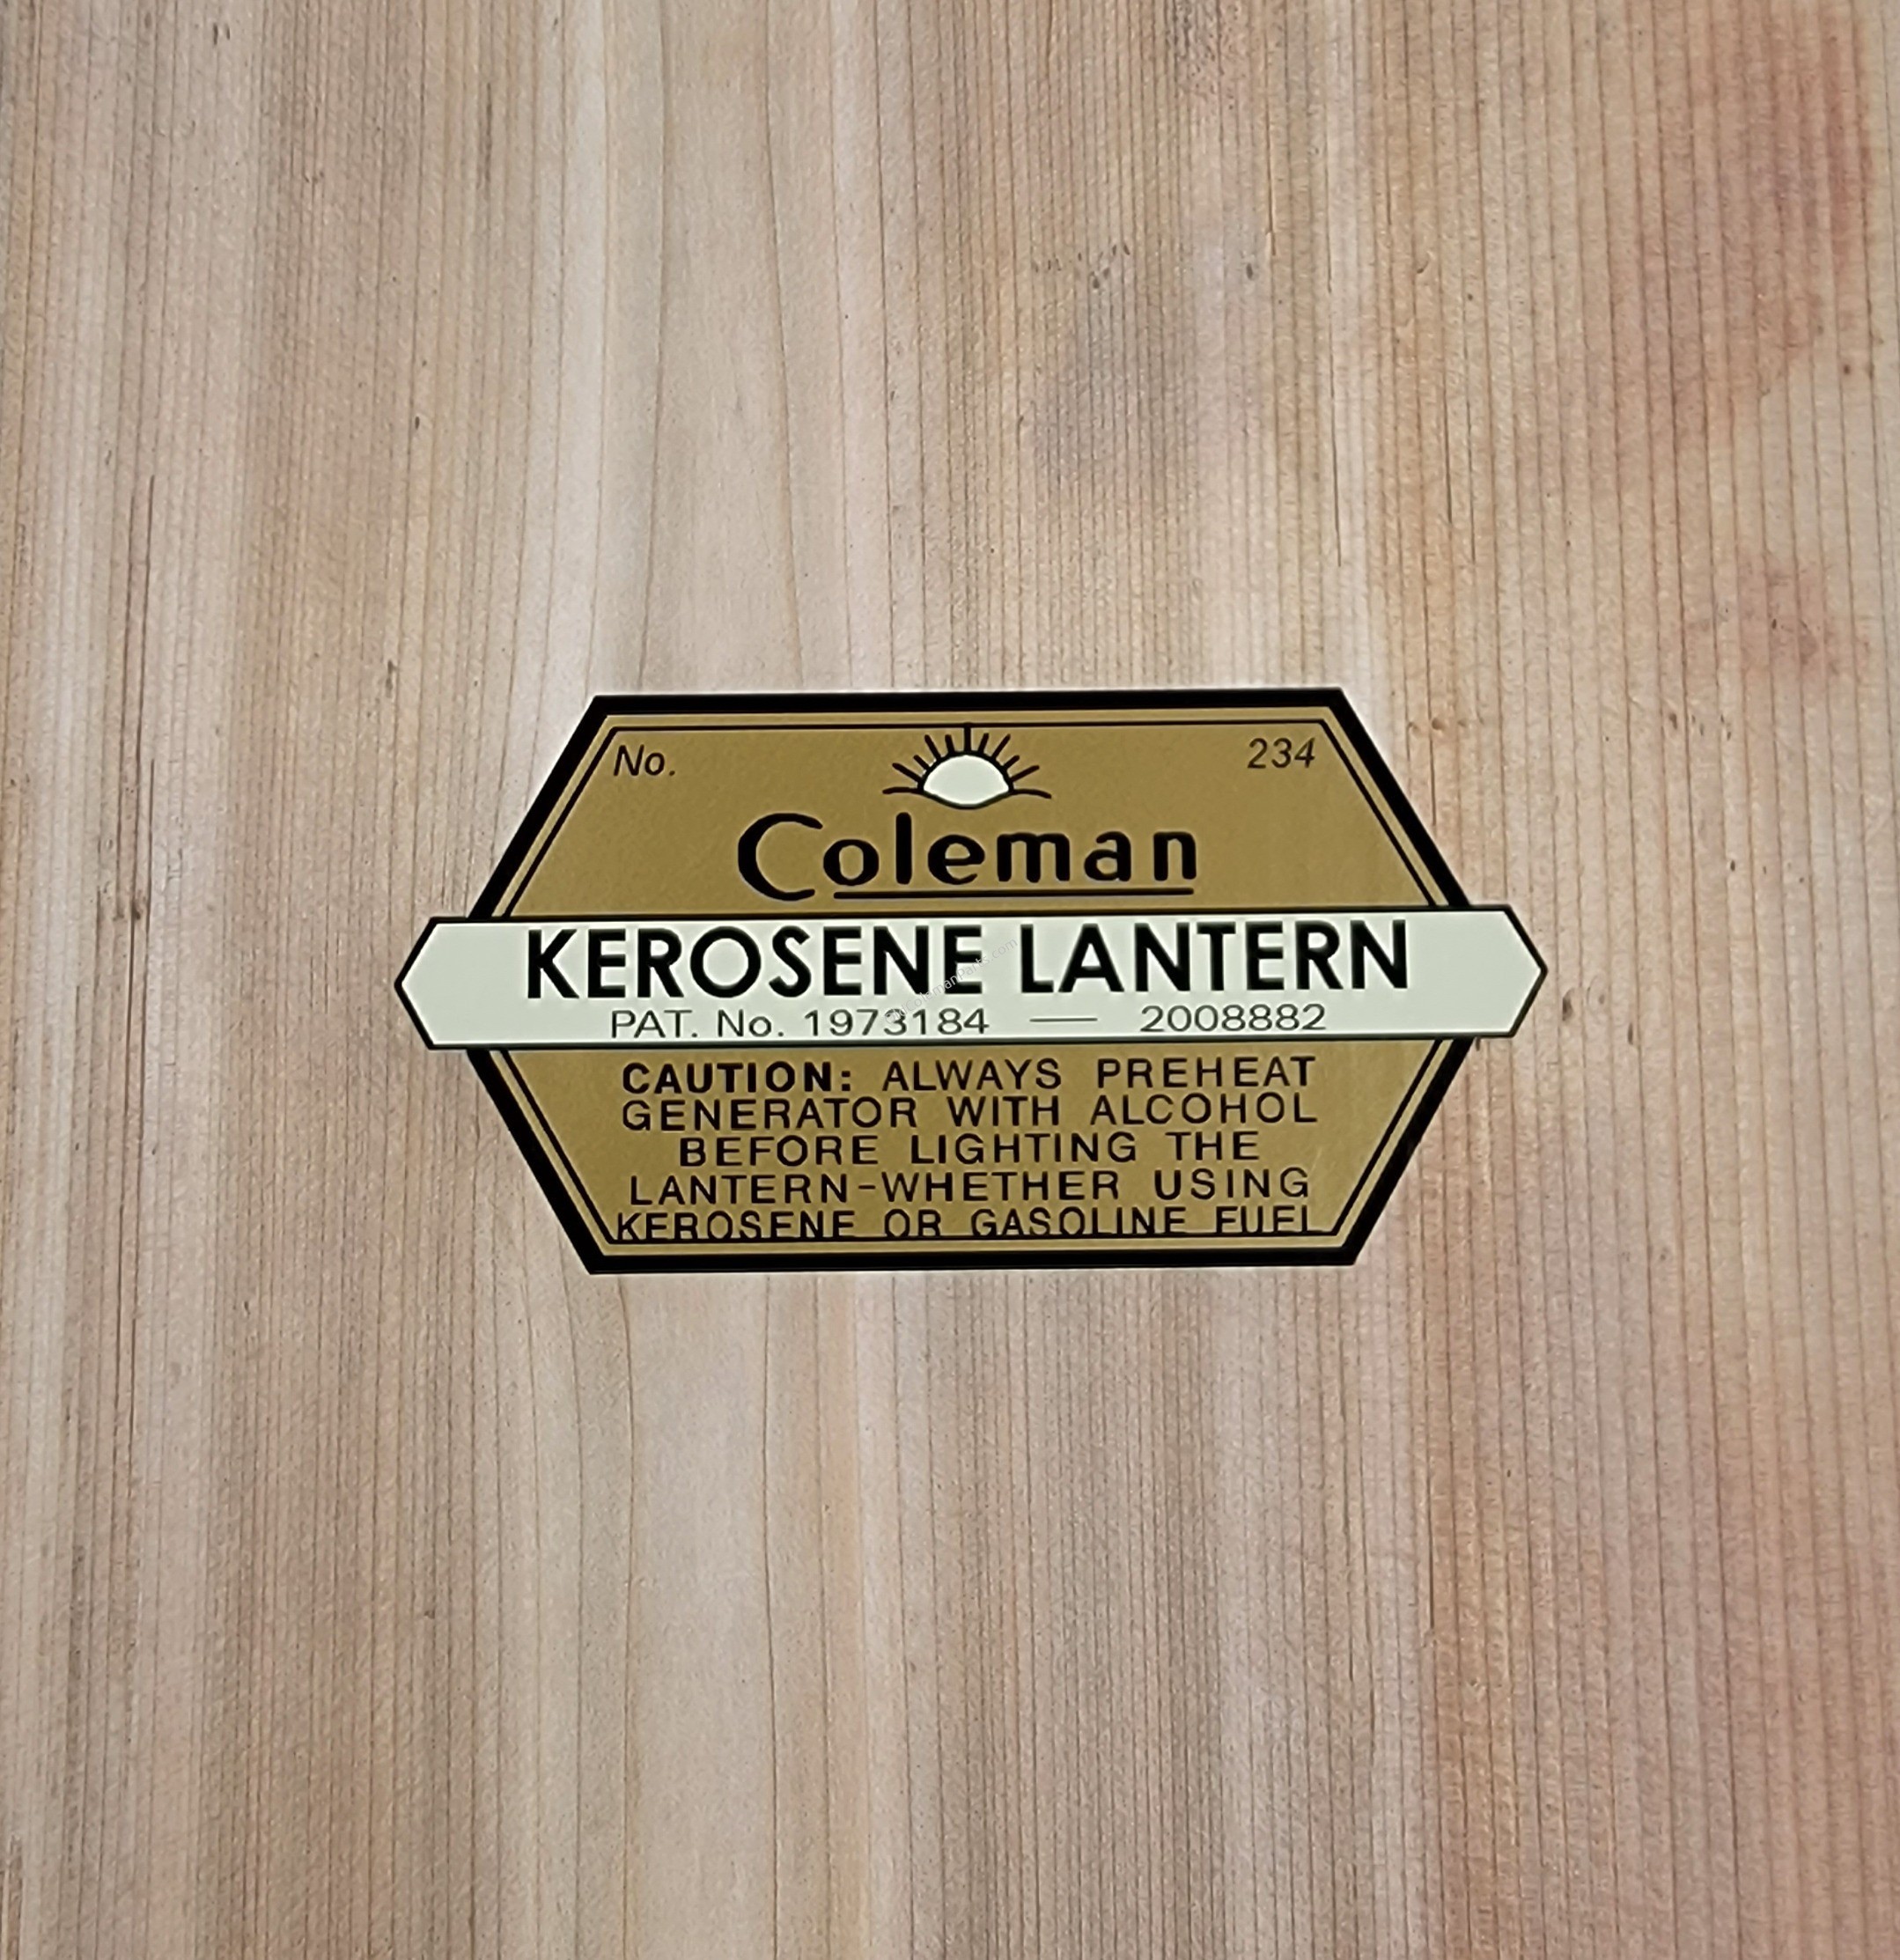 No. 234
Coleman
KEROSENE LANTERN
PAT. No. 1973184 — 2008882
CAUTION: ALWAYS PREHEAT
GENERATOR WITH ALCOHOL
BEFORE LIGHTING THE
LANTERN-WHETHER USING
KEROSENE OR GASOLINE FUEL